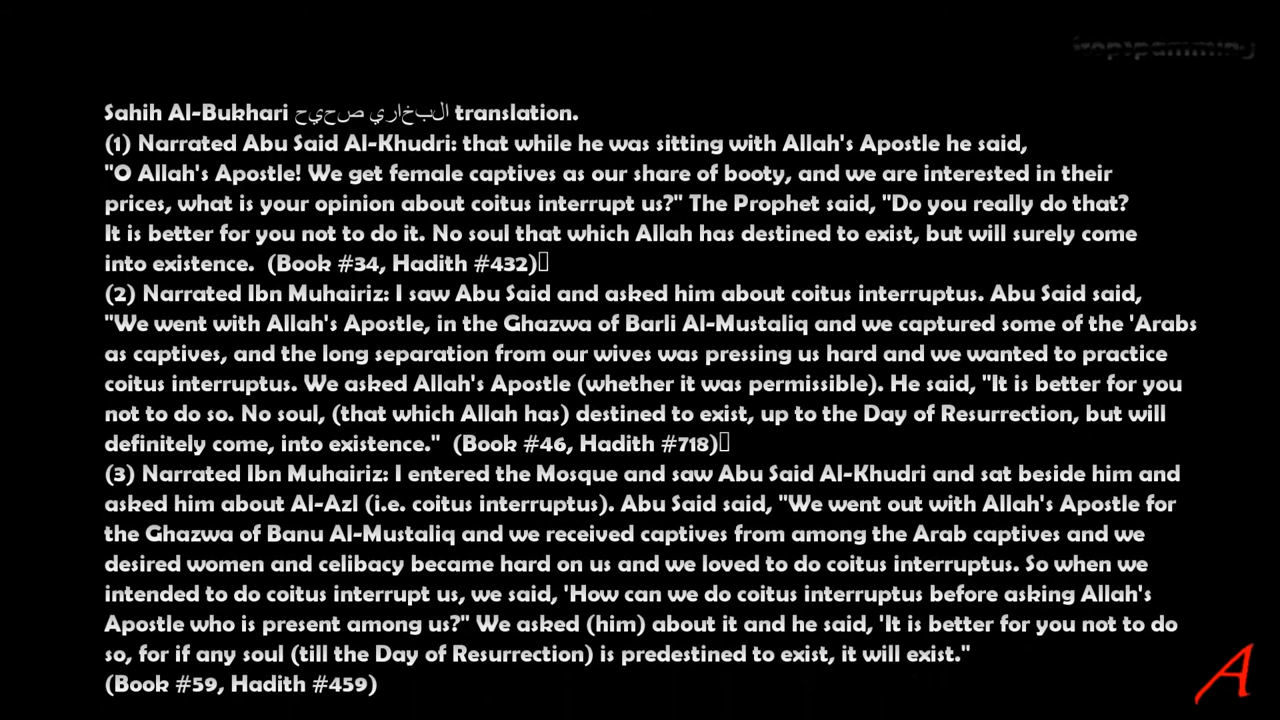 iropspamming
Sahih Al-Bukhari صحيح البخاري translation.
(1) Narrated Abu Said Al-Khudri: that while he was sitting with Allah's Apostle he said,
"O Allah's Apostle! We get female captives as our share of booty, and we are interested in their
prices, what is your opinion about coitus interrupt us?" The Prophet said, "Do you really do that?
It is better for you not to do it. No soul that which Allah has destined to exist, but will surely come
into existence. (Book #34, Hadith #432)
(2) Narrated Ibn Muhairiz: I saw Abu Said and asked him about coitus interruptus. Abu Said said,
"We went with Allah's Apostle, in the Ghazwa of Barli Al-Mustaliq and we captured some of the 'Arabs
as captives, and the long separation from our wives was pressing us hard and we wanted to practice
coitus interruptus. We asked Allah's Apostle (whether it was permissible). He said, "It is better for you
not to do so. No soul, (that which Allah has) destined to exist, up to the Day of Resurrection, but will
definitely come, into existence." (Book #46, Hadith #718)
(3) Narrated Ibn Muhairiz: I entered the Mosque and saw Abu Said Al-Khudri and sat beside him and
asked him about Al-Azl (i.e. coitus interruptus). Abu Said said, "We went out with Allah's Apostle for
the Ghazwa of Banu Al-Mustaliq and we received captives from among the Arab captives and we
desired women and celibacy became hard on us and we loved to do coitus interruptus. So when we
intended to do coitus interrupt us, we said, 'How can we do coitus interruptus before asking Allah's
Apostle who is present among us?" We asked (him) about it and he said, 'It is better for you not to do
so, for if any soul (till the Day of Resurrection) is predestined to exist, it will exist."
(Book #59, Hadith #459)
A